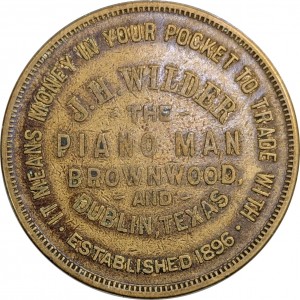 · IT MEANS MONEY IN YOUR POCKET TO TRADE WITH ·
J. H. WILDER
THE
PIANO MAN
BROWNWOOD,
AND
DUBLIN, TEXAS
ESTABLISHED 1896